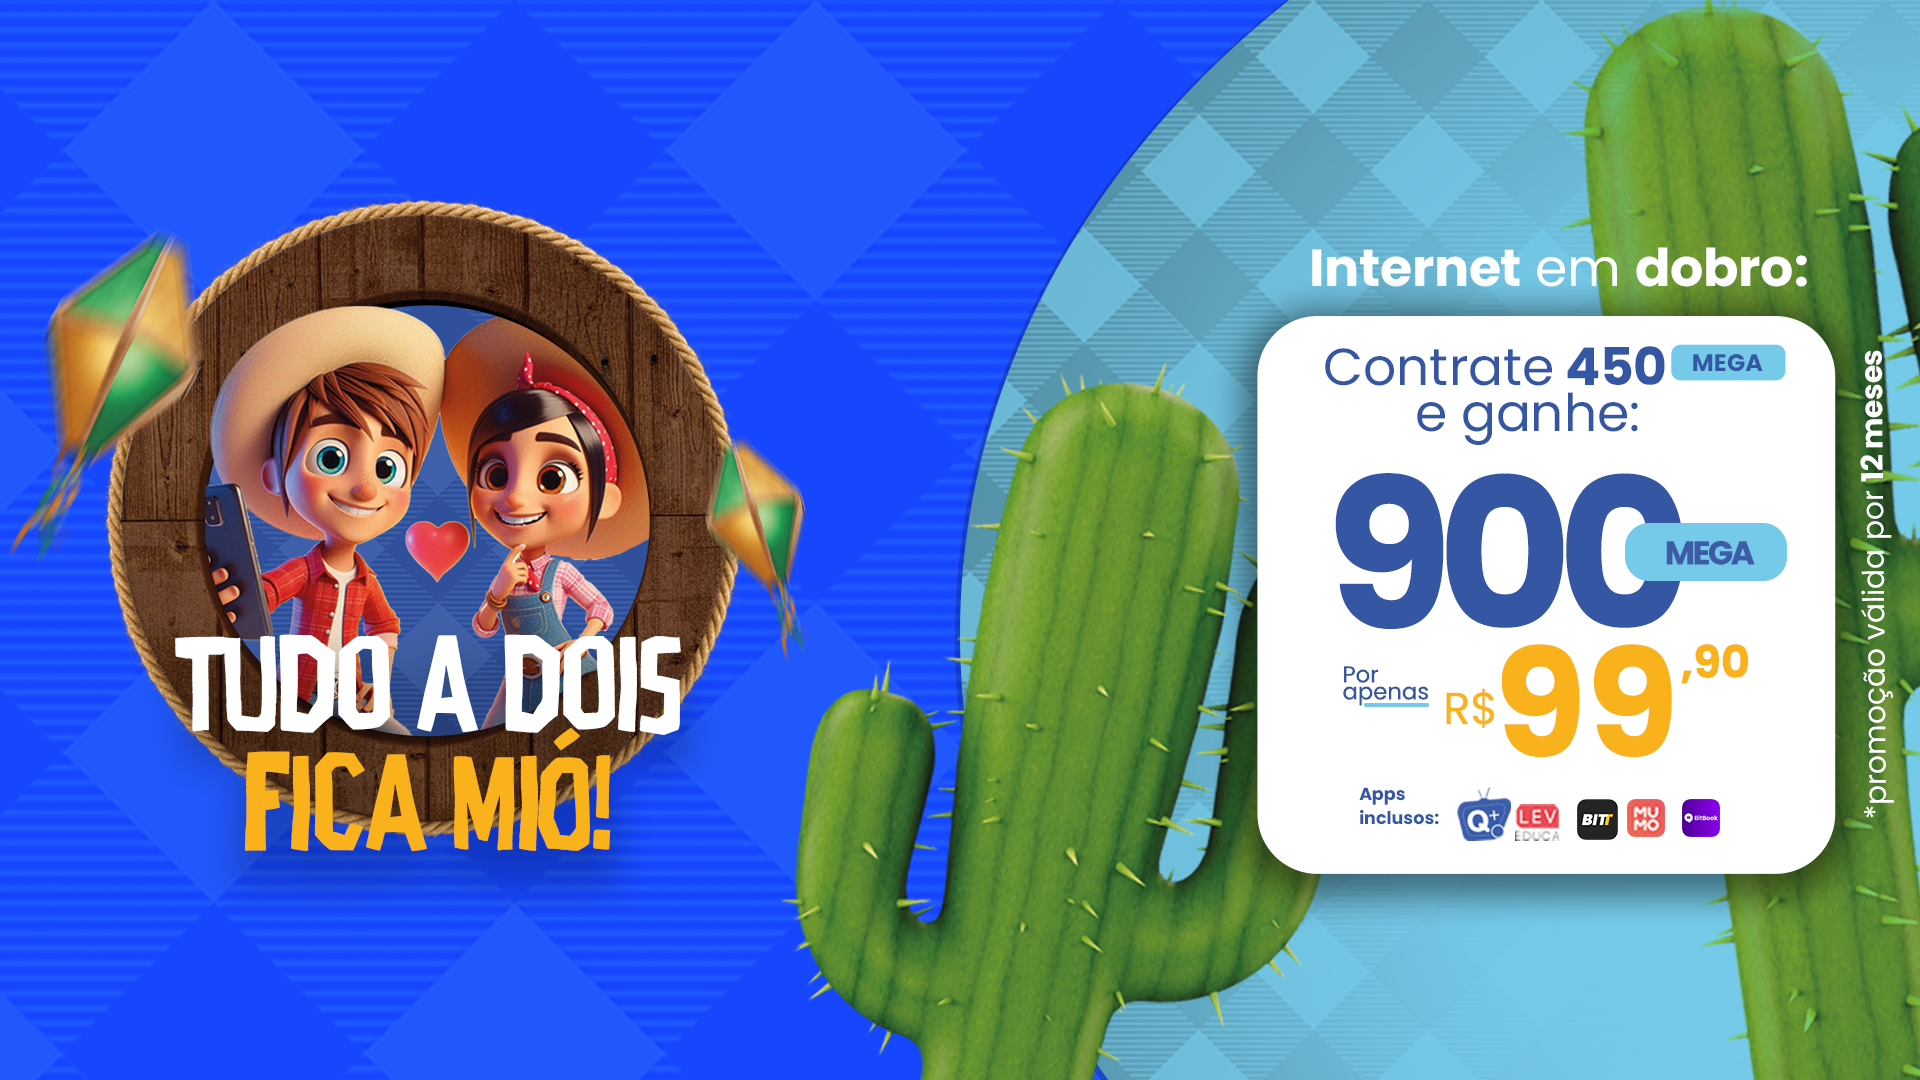 TUDO A DOIS
FICA MIÓ!
Internet em dobro:
Contrate 450 MEGA
e ganhe:
900 MEGA
Por
apenas
R$99,90
Apps
inclusos:
Q+
LEV
EDUCA
BITT
MU
MO
BitBook
*promoção válida por 12 meses